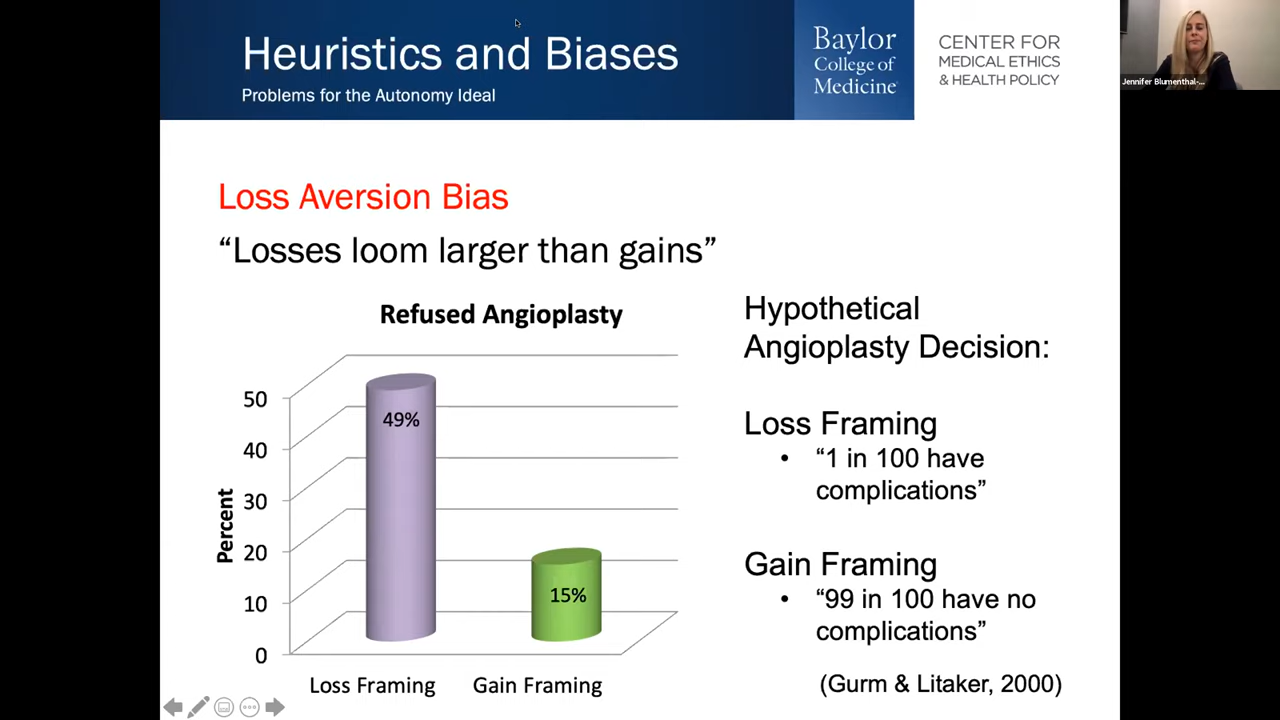 Heuristics and Biases
Problems for the Autonomy Ideal
Baylor
College of
Medicine
CENTER FOR
MEDICAL ETHICS
& HEALTH POLICY
Jennifer Blumenthal-...
Loss Aversion Bias
“Losses loom larger than gains”
Refused Angioplasty
Percent
50
40
30
20
10
0
49%
15%
Loss Framing
Gain Framing
Hypothetical
Angioplasty Decision:
Loss Framing
• “1 in 100 have
complications”
Gain Framing
• “99 in 100 have no
complications”
(Gurm & Litaker, 2000)